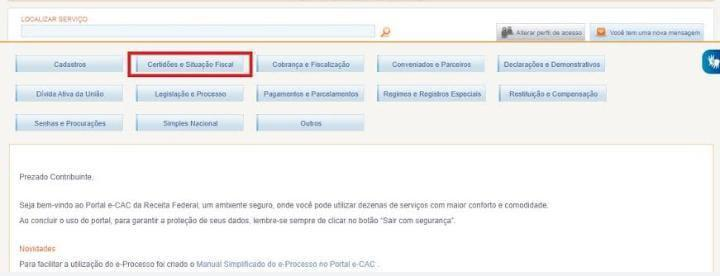 LOCALIZAR SERVIÇO
Alterar perfil de acesso
Você tem uma nova mensagem
Cadastros
Certidões e Situação Fiscal
Cobrança e Fiscalização
Conveniados e Parceiros
Declarações e Demonstrativos
Dívida Ativa da União
Legislação e Processo
Pagamentos e Parcelamentos
Regimes e Registros Especiais
Restituição e Compensação
Senhas e Procurações
Simples Nacional
Outros
Prezado Contribuinte,
Seja bem-vindo ao Portal e-CAC da Receita Federal, um ambiente seguro, onde você pode utilizar dezenas de serviços com maior conforto e comodidade.
Ao concluir o uso do portal, para garantir a proteção de seus dados, lembre-se sempre de clicar no botão "Sair com segurança".
Novidades
Para facilitar a utilização do e-Processo foi criado o Manual Simplificado do e-Processo no Portal e-CAC .